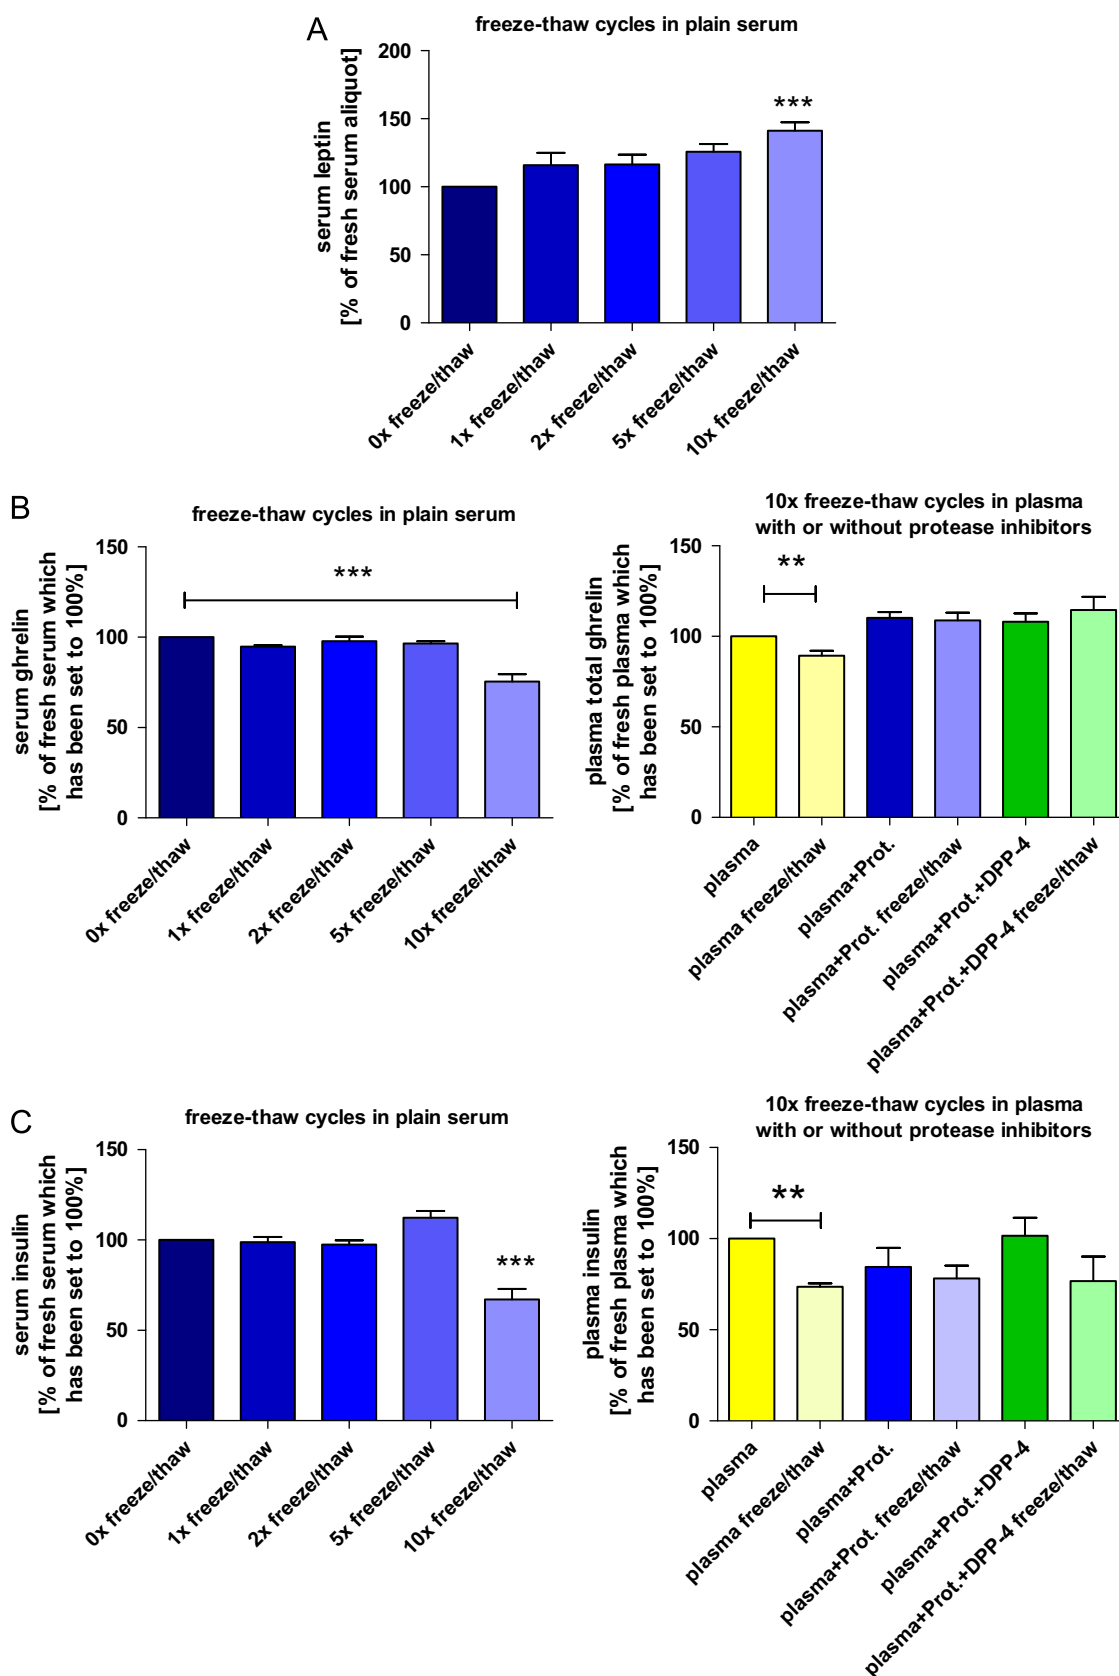 A
freeze-thaw cycles in plain serum
serum leptin
[% of fresh serum aliquot]
200
150
100
50
0
***
0x freeze/thaw
1x freeze/thaw
2x freeze/thaw
5x freeze/thaw
10x freeze/thaw
B
freeze-thaw cycles in plain serum
serum ghrelin
[% of fresh serum which
has been set to 100%]
150
100
50
0
***
0x freeze/thaw
1x freeze/thaw
2x freeze/thaw
5x freeze/thaw
10x freeze/thaw
10x freeze-thaw cycles in plasma
with or without protease inhibitors
plasma total ghrelin
[% of fresh plasma which
has been set to 100%]
150
100
50
0
**
plasma
plasma freeze/thaw
plasma+Prot.
plasma+Prot. freeze/thaw
plasma+Prot.+DPP-4
plasma+Prot.+DPP-4 freeze/thaw
C
freeze-thaw cycles in plain serum
serum insulin
[% of fresh serum which
has been set to 100%]
150
100
50
0
***
0x freeze/thaw
1x freeze/thaw
2x freeze/thaw
5x freeze/thaw
10x freeze/thaw
10x freeze-thaw cycles in plasma
with or without protease inhibitors
plasma insulin
[% of fresh plasma which
has been set to 100%]
150
100
50
0
**
plasma
plasma freeze/thaw
plasma+Prot.
plasma+Prot. freeze/thaw
plasma+Prot.+DPP-4
plasma+Prot.+DPP-4 freeze/thaw